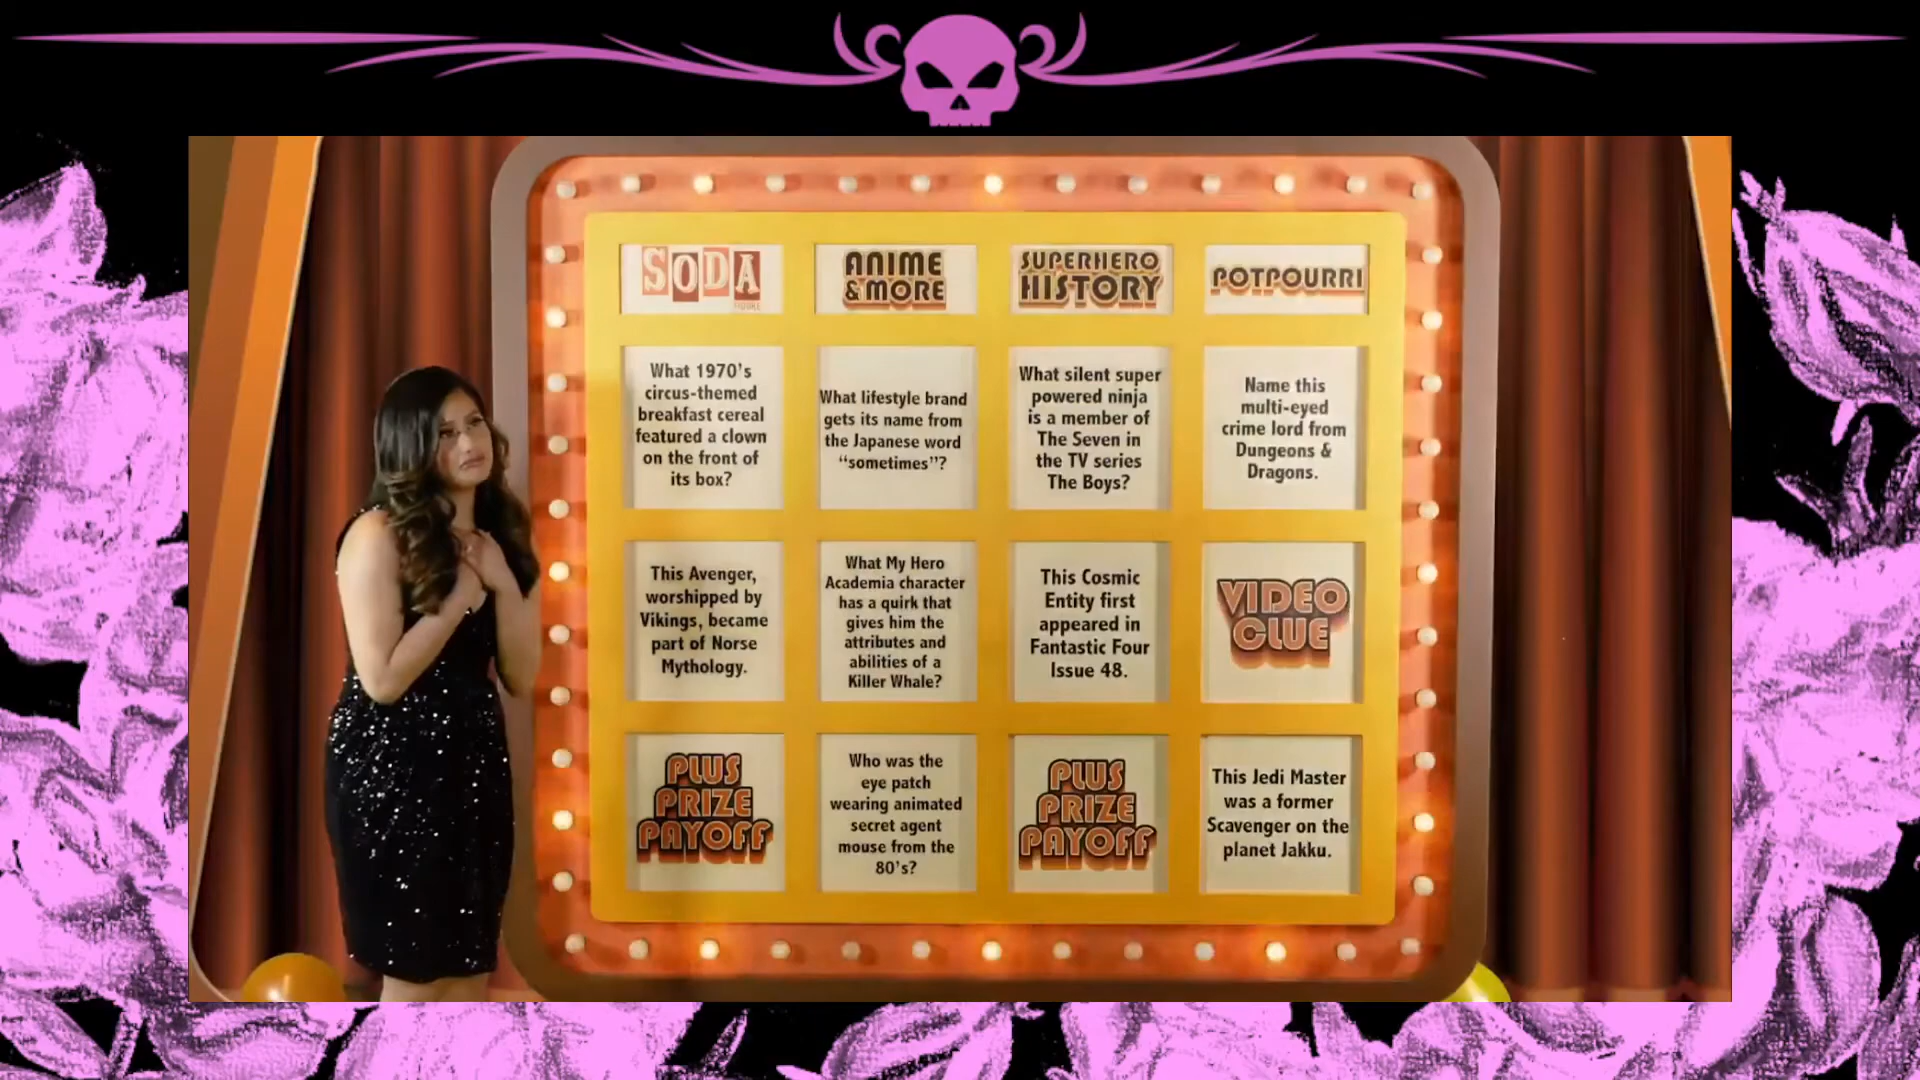 SODA
FIGURE
ANIME
& MORE
SUPERHERO
HISTORY
POTPOURRI
What 1970's
circus-themed
breakfast cereal
featured a clown
on the front of
its box?
What lifestyle brand
gets its name from
the Japanese word
"sometimes"?
What silent super
powered ninja
is a member of
The Seven in
the TV series
The Boys?
Name this
multi-eyed
crime lord from
Dungeons &
Dragons.
This Avenger,
worshipped by
Vikings, became
part of Norse
Mythology.
What My Hero
Academia character
has a quirk that
gives him the
attributes and
abilities of a
Killer Whale?
This Cosmic
Entity first
appeared in
Fantastic Four
Issue 48.
VIDEO
CLUE
PLUS
PRIZE
PAYOFF
Who was the
eye patch
wearing animated
secret agent
mouse from the
80's?
PLUS
PRIZE
PAYOFF
This Jedi Master
was a former
Scavenger on the
planet Jakku.